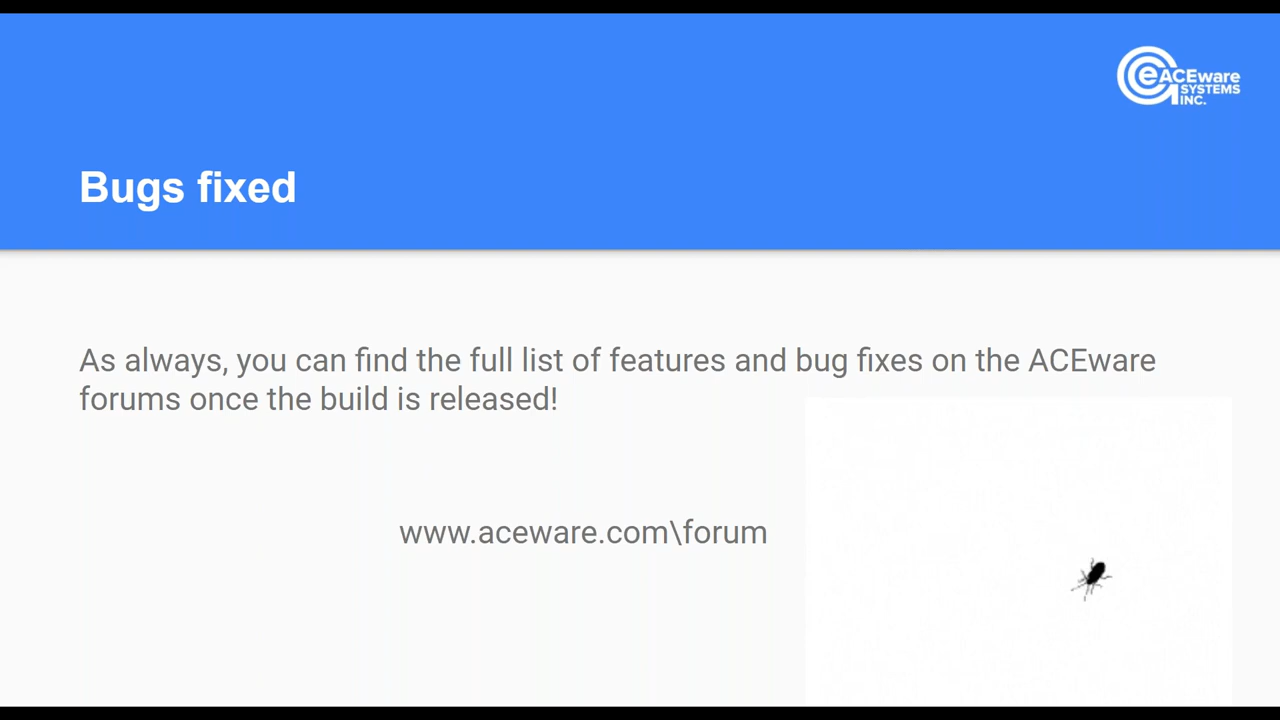 ACEware
SYSTEMS
INC.
Bugs fixed
As always, you can find the full list of features and bug fixes on the ACEware
forums once the build is released!
www.aceware.com\forum